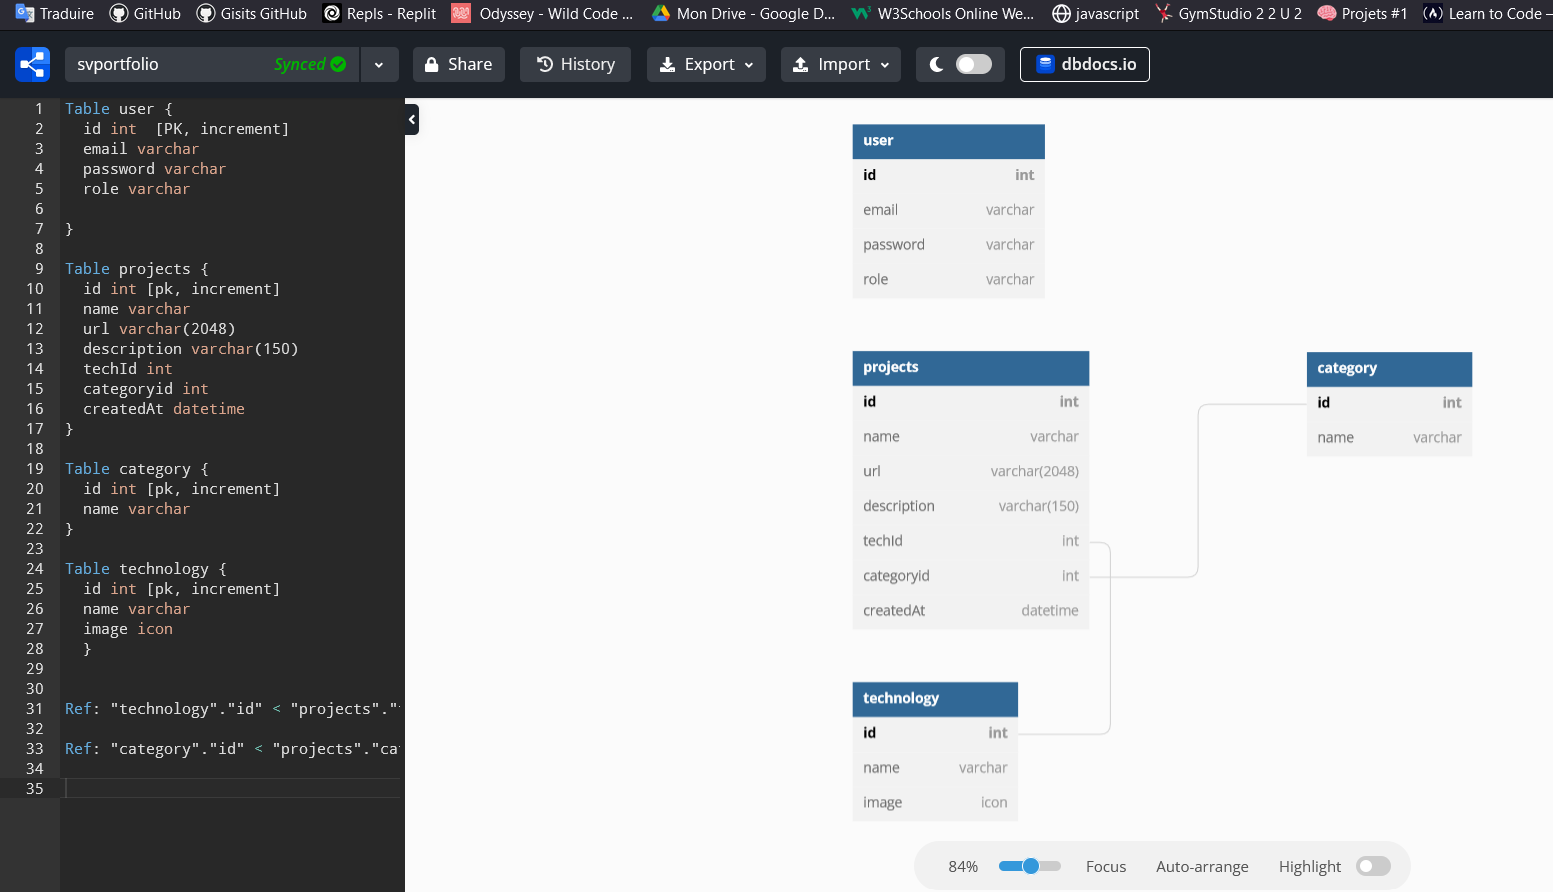 Traduire GitHub Gisits GitHub Repls - Replit Odyssey - Wild Code ... Mon Drive - Google D... W3Schools Online We... javascript GymStudio 2 2 U 2 Projets #1 Learn to Code –
svportfolio Synced Share History Export Import dbdocs.io
1 Table user {
2 id int [PK, increment]
3 email varchar
4 password varchar
5 role varchar
6
7 }
8
9 Table projects {
10 id int [pk, increment]
11 name varchar
12 url varchar(2048)
13 description varchar(150)
14 techId int
15 categoryid int
16 createdAt datetime
17 }
18
19 Table category {
20 id int [pk, increment]
21 name varchar
22 }
23
24 Table technology {
25 id int [pk, increment]
26 name varchar
27 image icon
28 }
29
30
31 Ref: "technology"."id" < "projects"."
32
33 Ref: "category"."id" < "projects"."ca
34
35
user
id int
email varchar
password varchar
role varchar
projects
id int
name varchar
url varchar(2048)
description varchar(150)
techId int
categoryid int
createdAt datetime
category
id int
name varchar
technology
id int
name varchar
image icon
84% Focus Auto-arrange Highlight